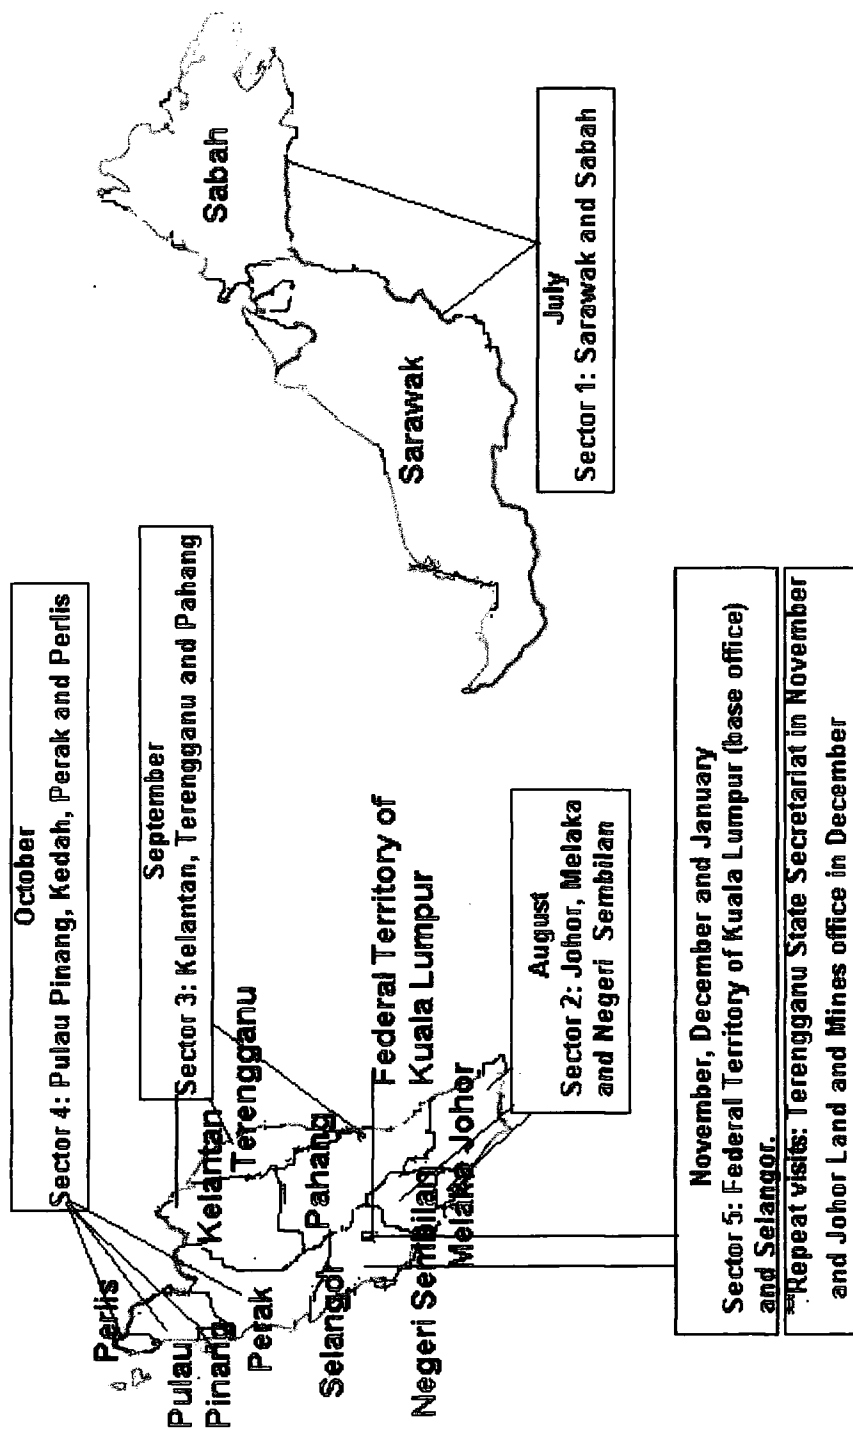 October
Sector 4: Pulau Pinang, Kedah, Perak and Perlis
September
Sector 3: Kelantan, Terengganu and Pahang
Perlis
Pulau
Pinang
Perak
Kelantan
Terengganu
Pahang
Selangor
Federal Territory of
Kuala Lumpur
Negeri Sembilan
Melaka
Johor
Sabah
Sarawak
August
Sector 2: Johor, Melaka
and Negeri Sembilan
July
Sector 1: Sarawak and Sabah
November, December and January
Sector 5: Federal Territory of Kuala Lumpur (base office)
and Selangor.
**Repeat visits: Terengganu State Secretariat in November
and Johor Land and Mines office in December